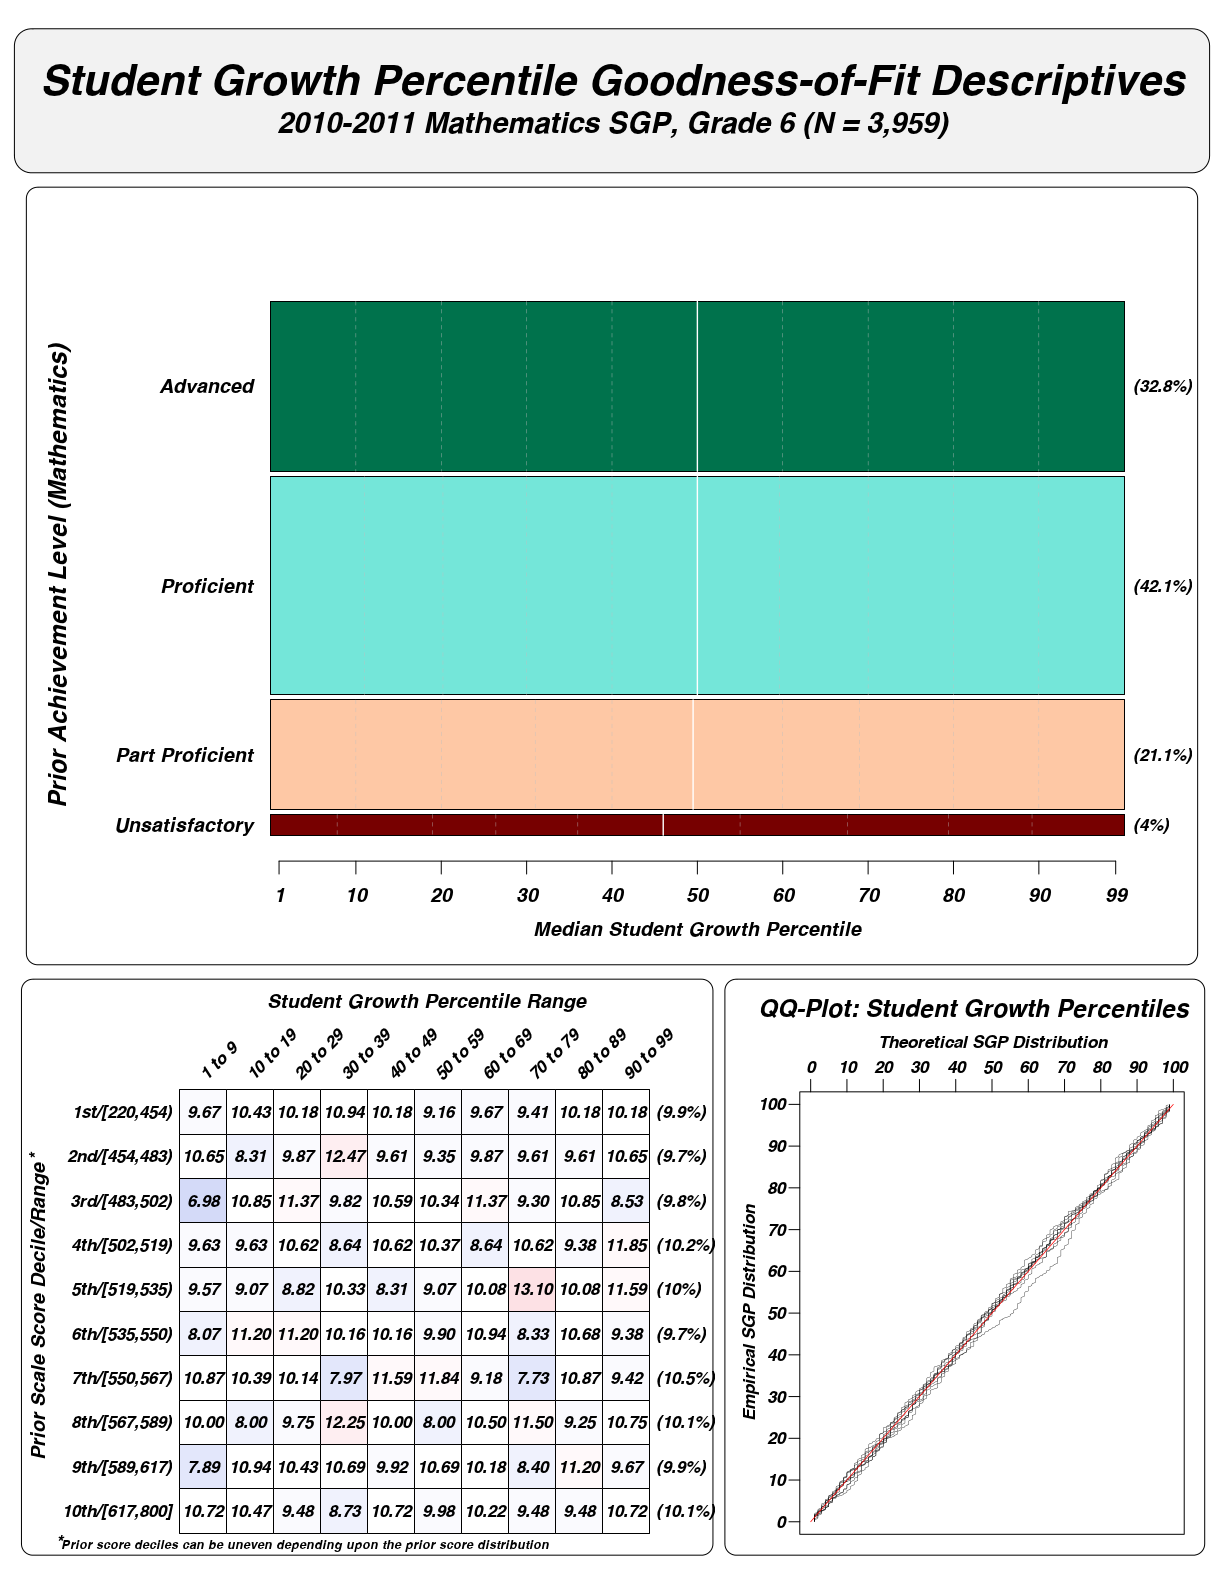 Student Growth Percentile Goodness-of-Fit Descriptives
2010-2011 Mathematics SGP, Grade 6 (N = 3,959)
Prior Achievement Level (Mathematics)
Advanced (32.8%)
Proficient (42.1%)
Part Proficient (21.1%)
Unsatisfactory (4%)
1 10 20 30 40 50 60 70 80 90 99
Median Student Growth Percentile
Student Growth Percentile Range
1 to 9 10 to 19 20 to 29 30 to 39 40 to 49 50 to 59 60 to 69 70 to 79 80 to 89 90 to 99
Prior Scale Score Decile/Range*
1st/[220,454) 9.67 10.43 10.18 10.94 10.18 9.16 9.67 9.41 10.18 10.18 (9.9%)
2nd/[454,483) 10.65 8.31 9.87 12.47 9.61 9.35 9.87 9.61 9.61 10.65 (9.7%)
3rd/[483,502) 6.98 10.85 11.37 9.82 10.59 10.34 11.37 9.30 10.85 8.53 (9.8%)
4th/[502,519) 9.63 9.63 10.62 8.64 10.62 10.37 8.64 10.62 9.38 11.85 (10.2%)
5th/[519,535) 9.57 9.07 8.82 10.33 8.31 9.07 10.08 13.10 10.08 11.59 (10%)
6th/[535,550) 8.07 11.20 11.20 10.16 10.16 9.90 10.94 8.33 10.68 9.38 (9.7%)
7th/[550,567) 10.87 10.39 10.14 7.97 11.59 11.84 9.18 7.73 10.87 9.42 (10.5%)
8th/[567,589) 10.00 8.00 9.75 12.25 10.00 8.00 10.50 11.50 9.25 10.75 (10.1%)
9th/[589,617) 7.89 10.94 10.43 10.69 9.92 10.69 10.18 8.40 11.20 9.67 (9.9%)
10th/[617,800] 10.72 10.47 9.48 8.73 10.72 9.98 10.22 9.48 9.48 10.72 (10.1%)
*Prior score deciles can be uneven depending upon the prior score distribution
QQ-Plot: Student Growth Percentiles
Theoretical SGP Distribution
0 10 20 30 40 50 60 70 80 90 100
Empirical SGP Distribution
100
90
80
70
60
50
40
30
20
10
0